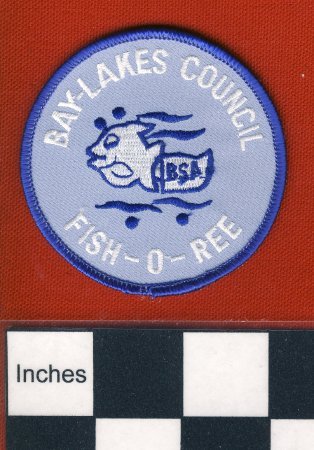 BAY-LAKES COUNCIL
BSA
FISH-O-REE
Inches